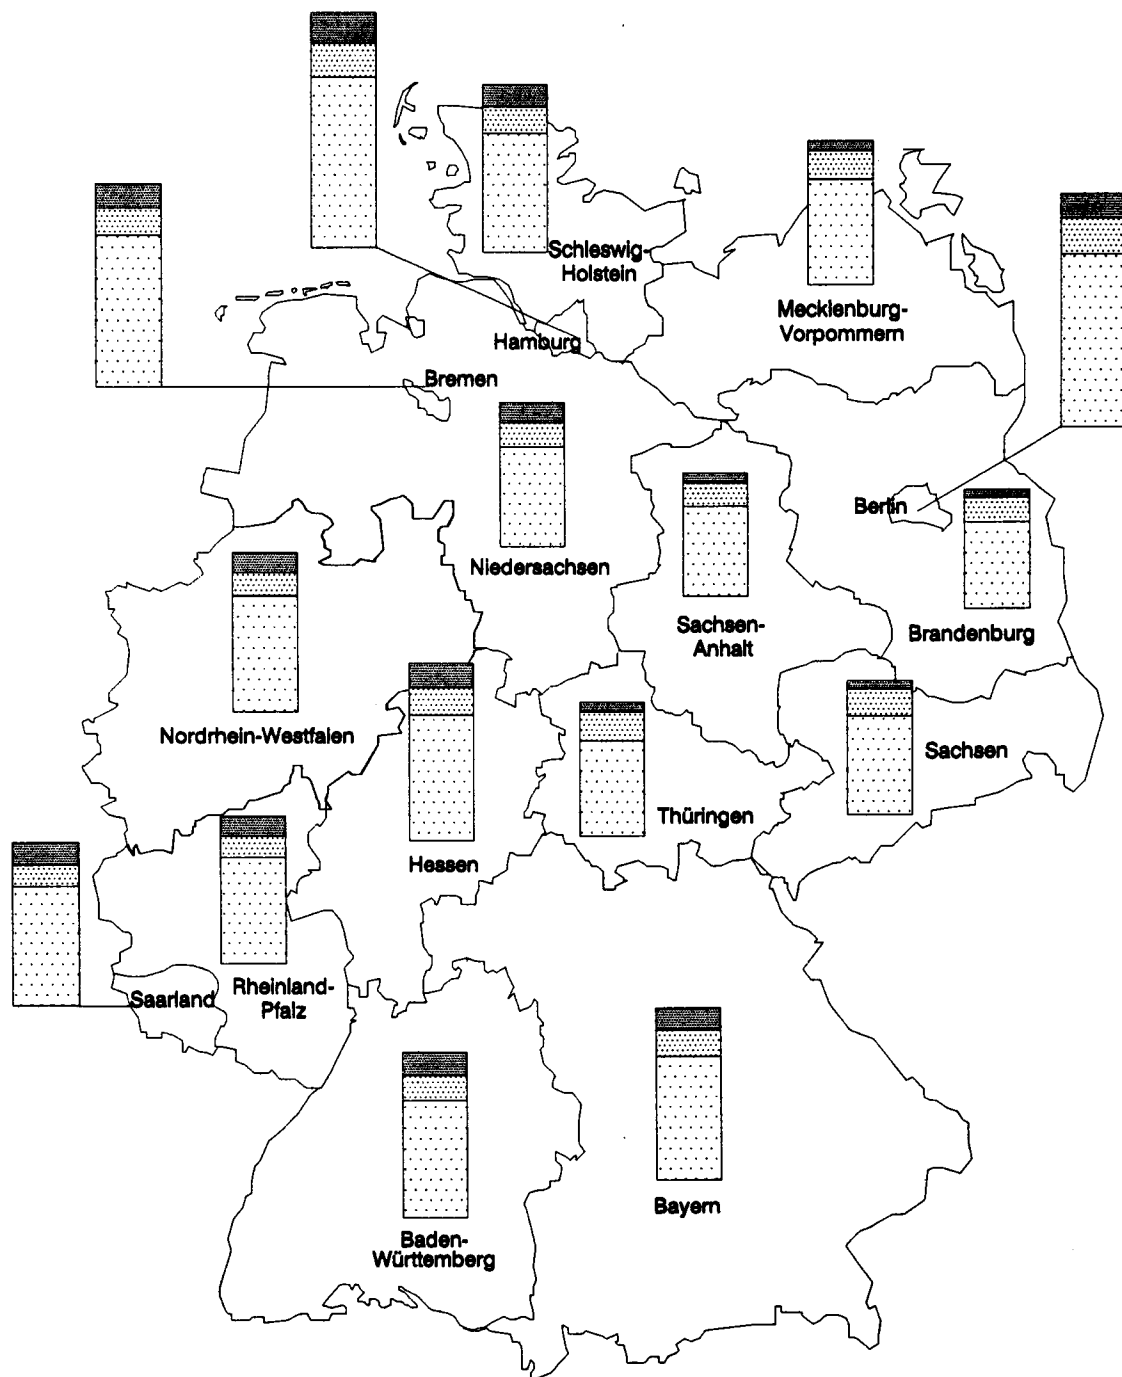 Schleswig-
Holstein
Mecklenburg-
Vorpommern
Hamburg
Bremen
Berlin
Niedersachsen
Sachsen-
Anhalt
Brandenburg
Nordrhein-Westfalen
Sachsen
Thüringen
Hessen
Rheinland-
Pfalz
Saarland
Bayern
Baden-
Württemberg